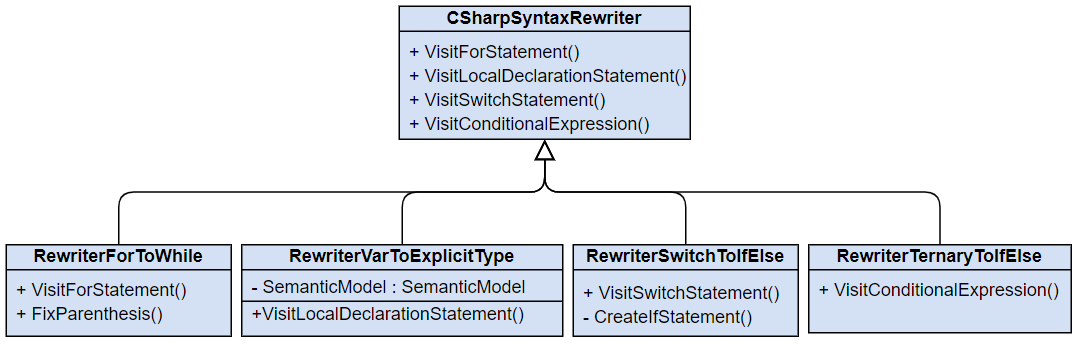 CSharpSyntaxRewriter
+ VisitForStatement()
+ VisitLocalDeclarationStatement()
+ VisitSwitchStatement()
+ VisitConditionalExpression()
RewriterForToWhile
+ VisitForStatement()
+ FixParenthesis()
RewriterVarToExplicitType
- SemanticModel : SemanticModel
+VisitLocalDeclarationStatement()
RewriterSwitchToIfElse
+ VisitSwitchStatement()
- CreateIfStatement()
RewriterTernaryToIfElse
+ VisitConditionalExpression()